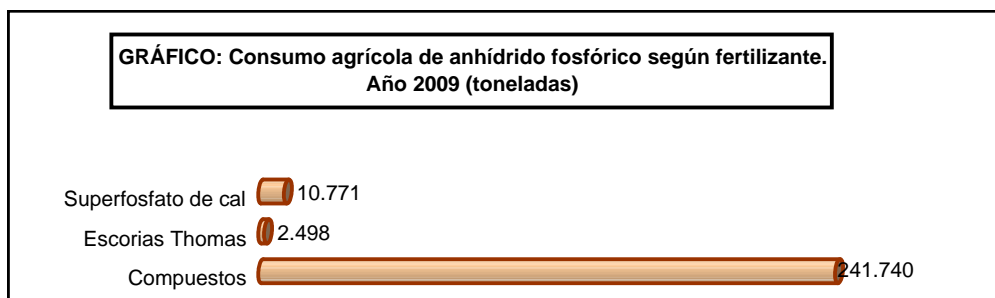 GRÁFICO: Consumo agrícola de anhídrido fosfórico según fertilizante.
Año 2009 (toneladas)
Superfosfato de cal 10.771
Escorias Thomas 2.498
Compuestos 241.740